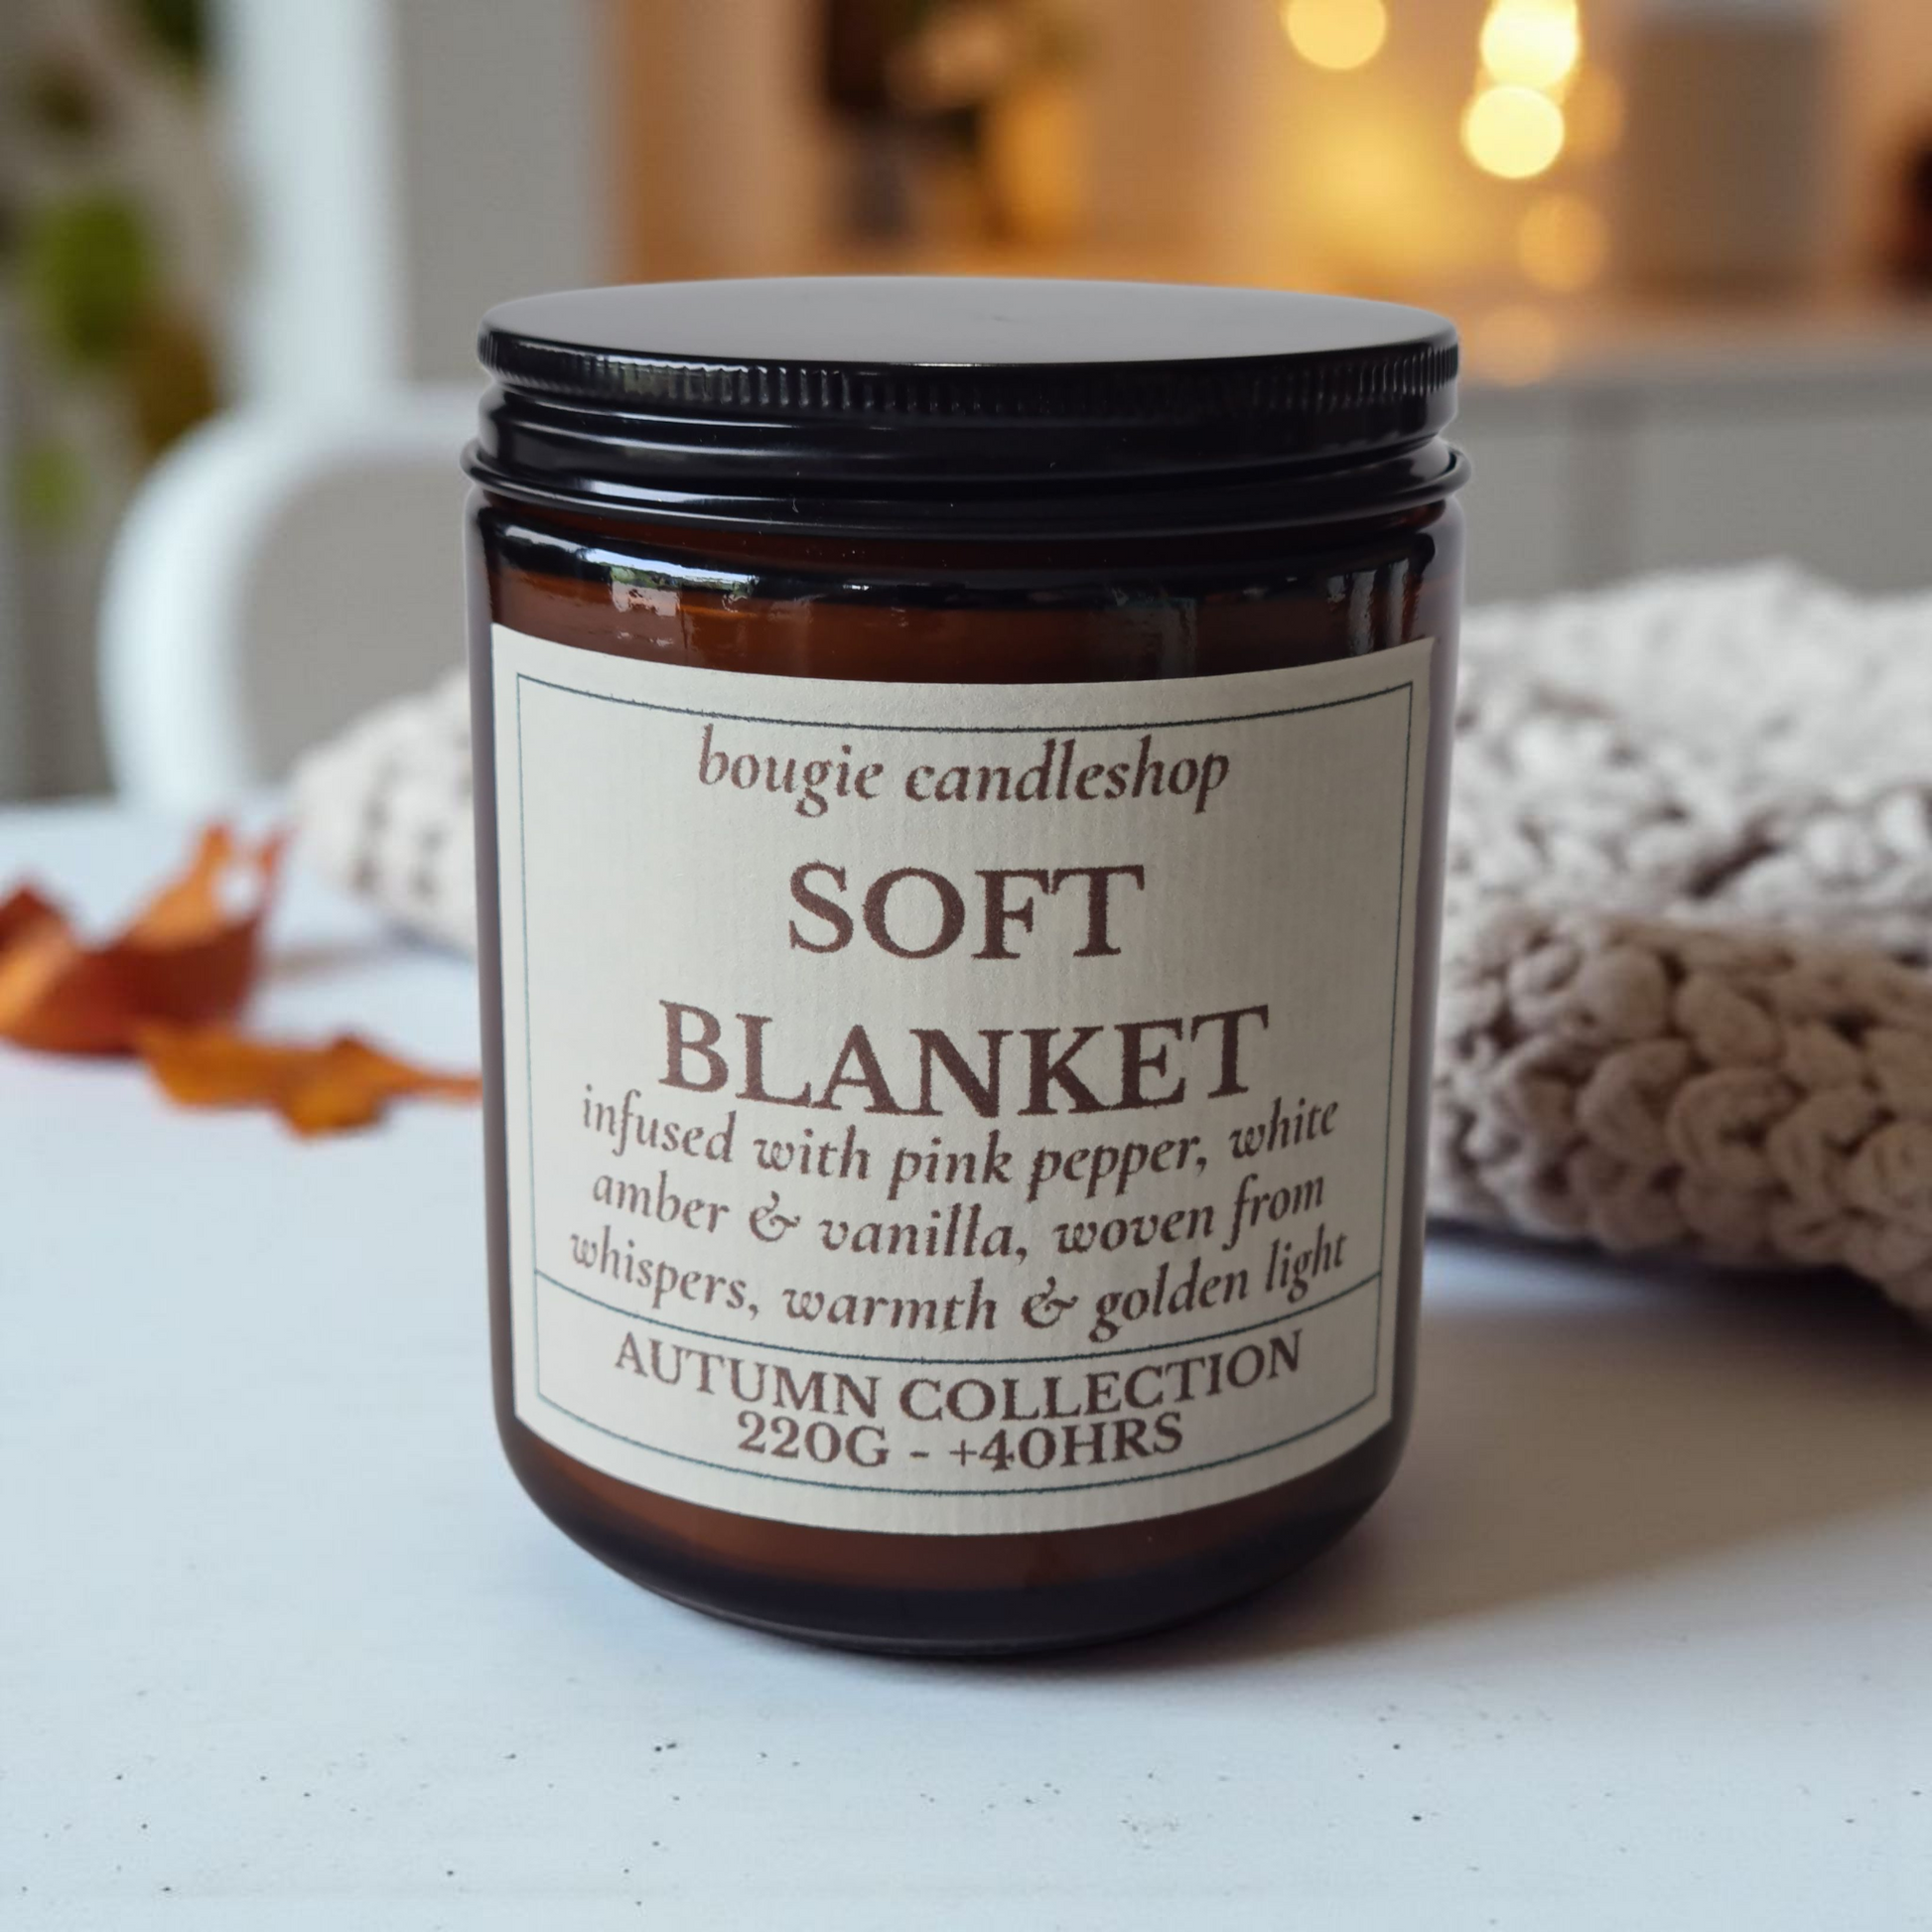 bougie candleshop
SOFT
BLANKET
infused with pink pepper, white
amber & vanilla, woven from
whispers, warmth & golden light
AUTUMN COLLECTION
220G - +40HRS